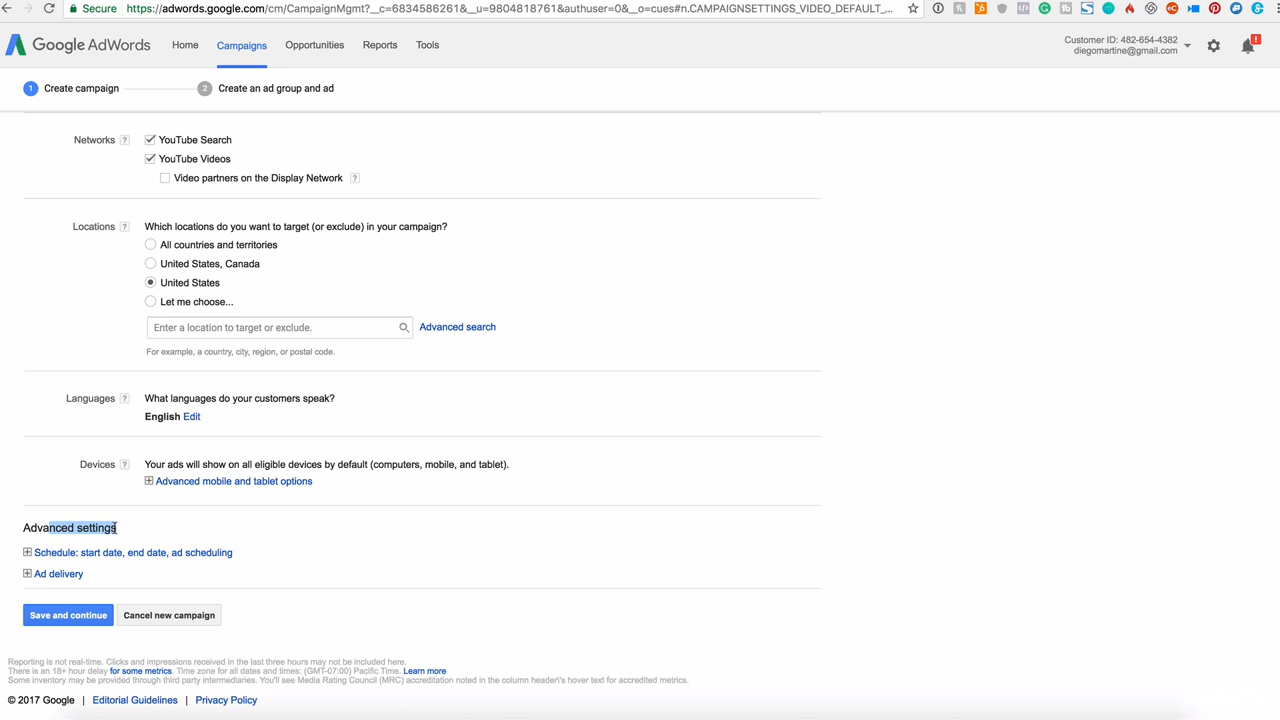 Secure https://adwords.google.com/cm/CampaignMgmt?__c=6834586261&__u=9804818761&authuser=0&__o=cues#n.CAMPAIGNSETTINGS_VIDEO_DEFAULT_...
Google AdWords Home Campaigns Opportunities Reports Tools
Customer ID: 482-654-4382
diegomartine@gmail.com
1 Create campaign 2 Create an ad group and ad
Networks ? YouTube Search
YouTube Videos
Video partners on the Display Network ?
Locations ? Which locations do you want to target (or exclude) in your campaign?
All countries and territories
United States, Canada
United States
Let me choose...
Enter a location to target or exclude. Advanced search
For example, a country, city, region, or postal code.
Languages ? What languages do your customers speak?
English Edit
Devices ? Your ads will show on all eligible devices by default (computers, mobile, and tablet).
Advanced mobile and tablet options
Advanced settings
Schedule: start date, end date, ad scheduling
Ad delivery
Save and continue Cancel new campaign
Reporting is not real-time. Clicks and impressions received in the last three hours may not be included here.
There is an 18+ hour delay for some metrics. Time zone for all dates and times: (GMT-07:00) Pacific Time. Learn more
Some inventory may be provided through third party intermediaries. You'll see Media Rating Council (MRC) accreditation noted in the column header\'s hover text for accredited metrics.
© 2017 Google | Editorial Guidelines | Privacy Policy